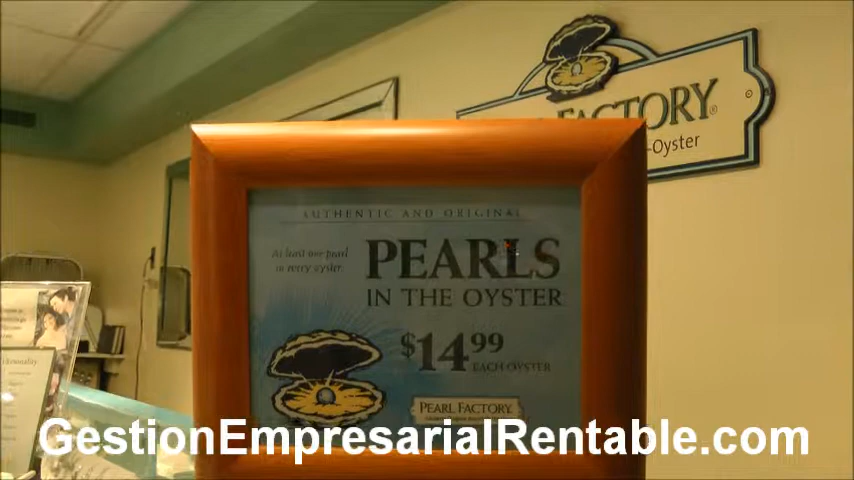 FACTORY®
-Oyster
AUTHENTIC AND ORIGINAL
At least one pearl
in every oyster.
PEARLS
IN THE OYSTER
$14.99
EACH OYSTER
PEARL FACTORY
GestionEmpresarialRentable.com